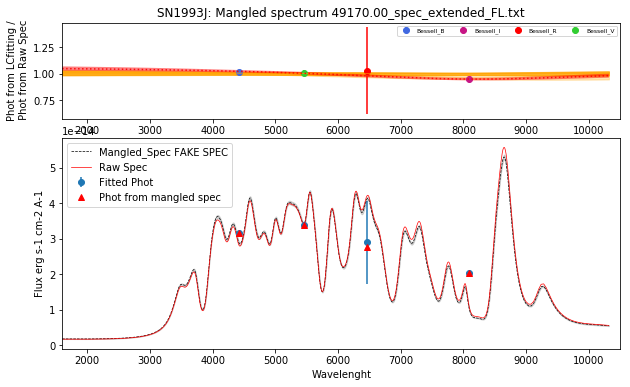 SN1993J: Mangled spectrum 49170.00_spec_extended_FL.txt
Phot from LCfitting /
Phot from Raw Spec
1.25
1.00
0.75
Bessell_B
Bessell_I
Bessell_R
Bessell_V
2000 3000 4000 5000 6000 7000 8000 9000 10000
1e−14
Flux erg s-1 cm-2 A-1
5
4
3
2
1
0
Mangled_Spec FAKE SPEC
Raw Spec
Fitted Phot
Phot from mangled spec
2000 3000 4000 5000 6000 7000 8000 9000 10000
Wavelenght